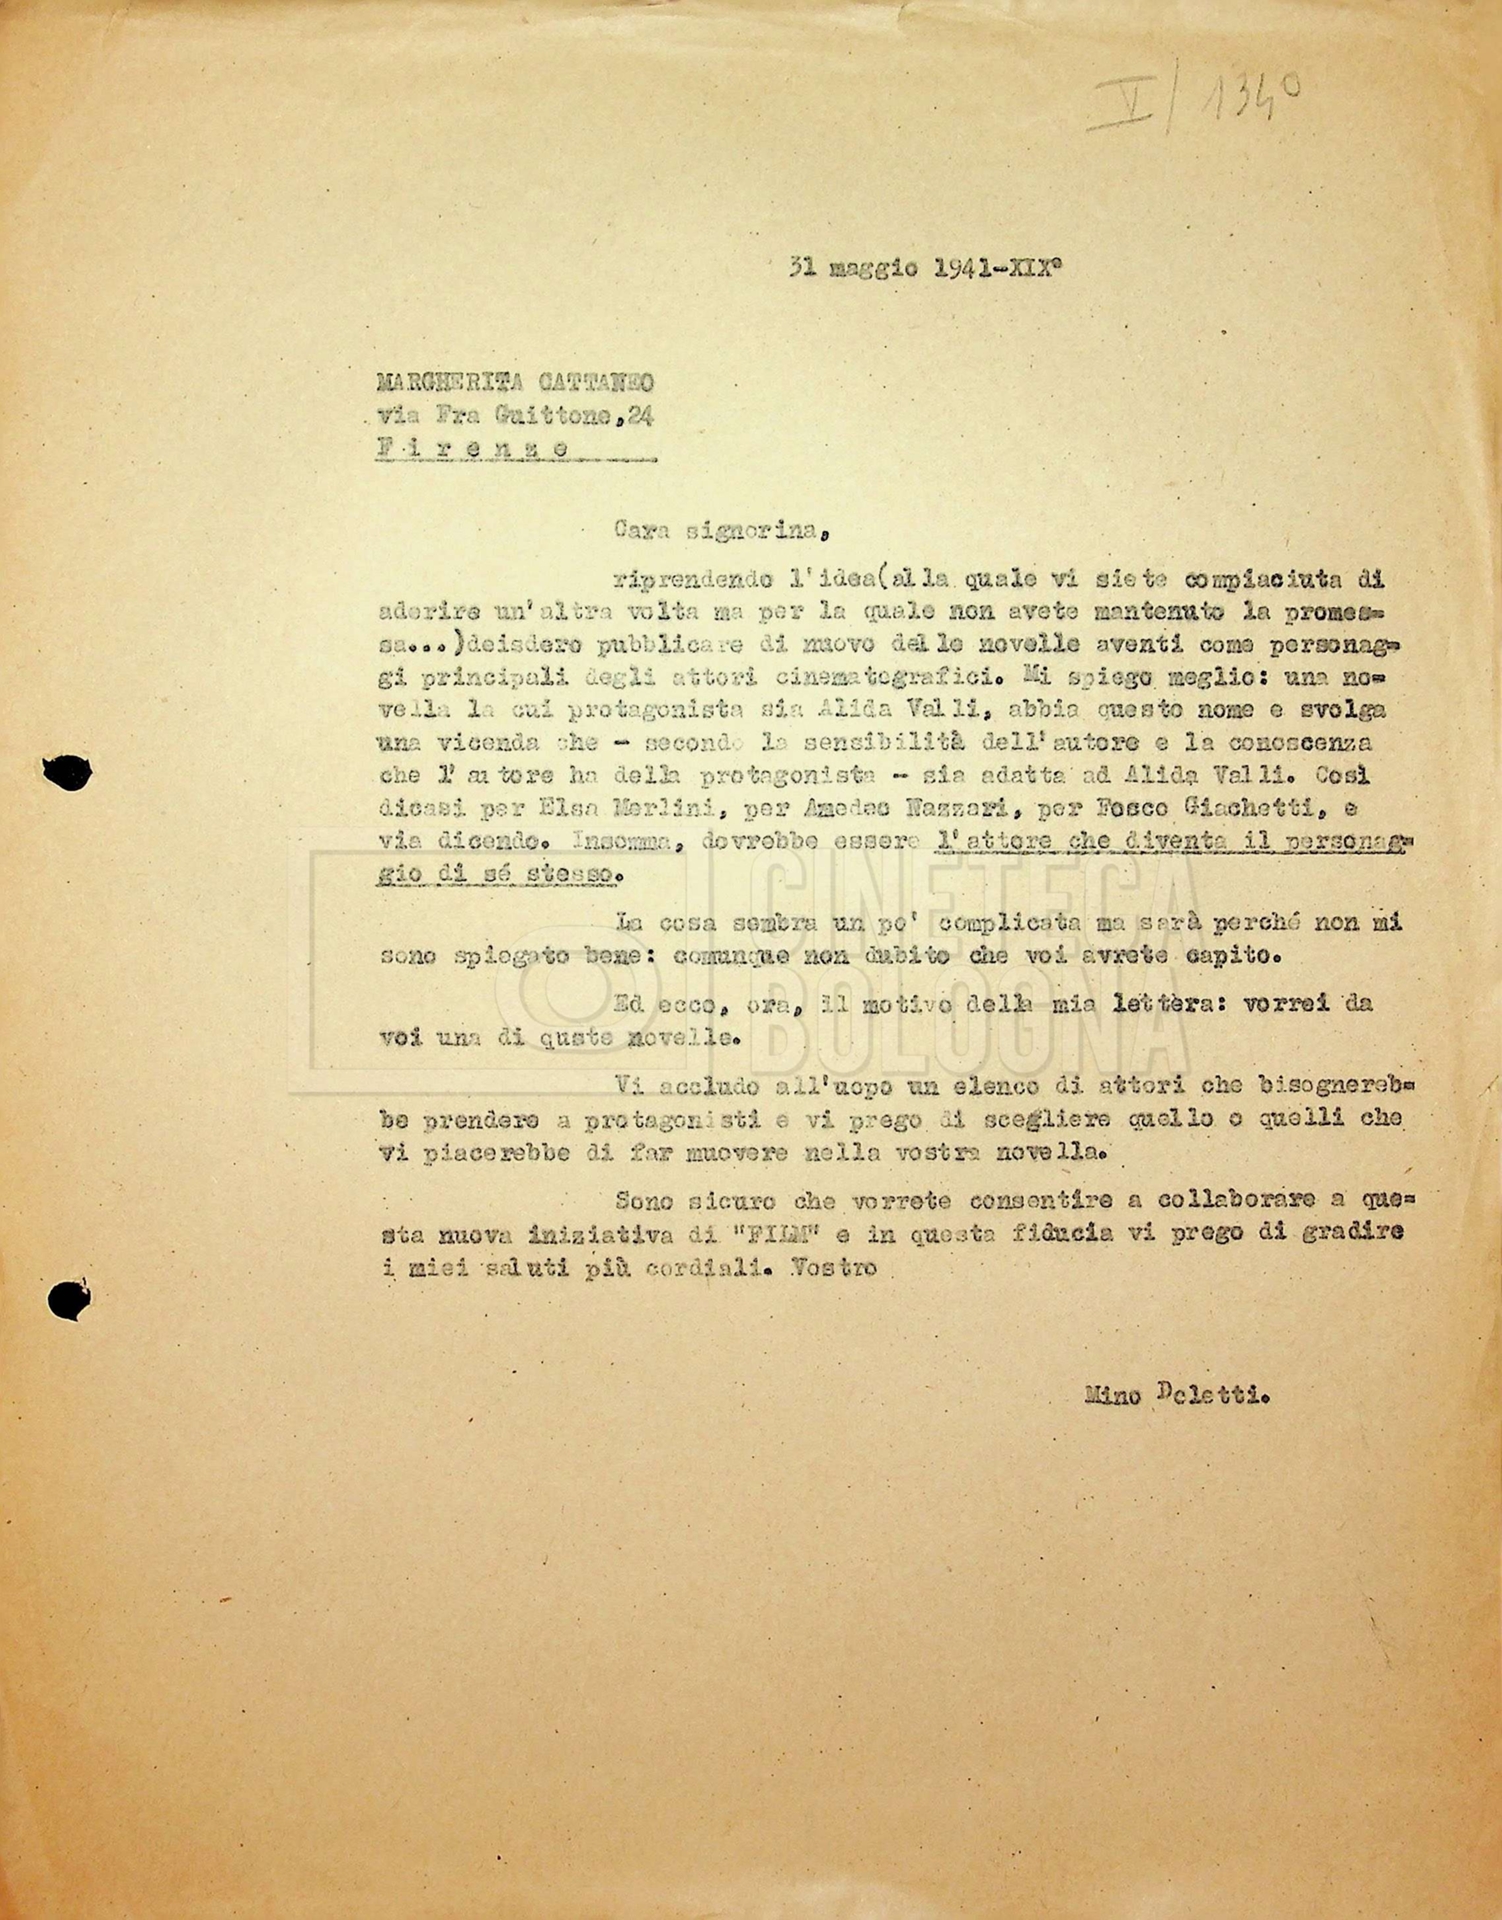 V/ 134⁰
31 maggio 1941-XIX°
MARGHERITA CATTANEO
via Fra Guittone,24
F i r e n z e
Cara signorina,
riprendendo l'idea(alla quale vi siete compiaciuta di
aderire un'altra volta ma per la quale non avete mantenuto la promes=
sa...)deisdero pubblicare di nuovo delle novelle aventi come personag=
gi principali degli attori cinematografici. Mi spiego meglio: una no=
vella la cui protagonista sia Alida Valli, abbia questo nome e svolga
una vicenda che - secondo la sensibilità dell'autore e la conoscenza
che l'autore ha della protagonista - sia adatta ad Alida Valli. Così
dicasi per Elsa Merlini, per Amedeo Nazzari, per Fosco Giachetti, e
via dicendo. Insomma, dovrebbe essere l'attore che diventa il personag=
gio di sé stesso.
La cosa sembra un po' complicata ma sarà perché non mi
sono spiegato bene: comunque non dubito che voi avrete capito.
Ed ecco, ora, il motivo della mia lettera: vorrei da
voi una di quste novelle.
Vi accludo all'uopo un elenco di attori che bisognereb=
be prendere a protagonisti e vi prego di scegliere quello o quelli che
vi piacerebbe di far muovere nella vostra novella.
Sono sicuro che vorrete consentire a collaborare a que=
sta nuova iniziativa di "FILM" e in questa fiducia vi prego di gradire
i miei saluti più cordiali. Vostro
Mino Doletti.
CINETECA
BOLOGNA